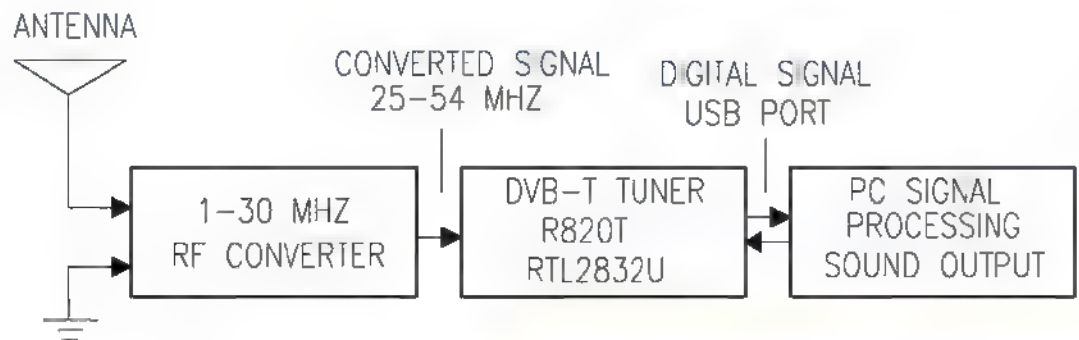 ANTENNA
CONVERTED SIGNAL
25-54 MHZ
DIGITAL SIGNAL
USB PORT
1-30 MHZ
RF CONVERTER
DVB-T TUNER
R820T
RTL2832U
PC SIGNAL
PROCESSING
SOUND OUTPUT